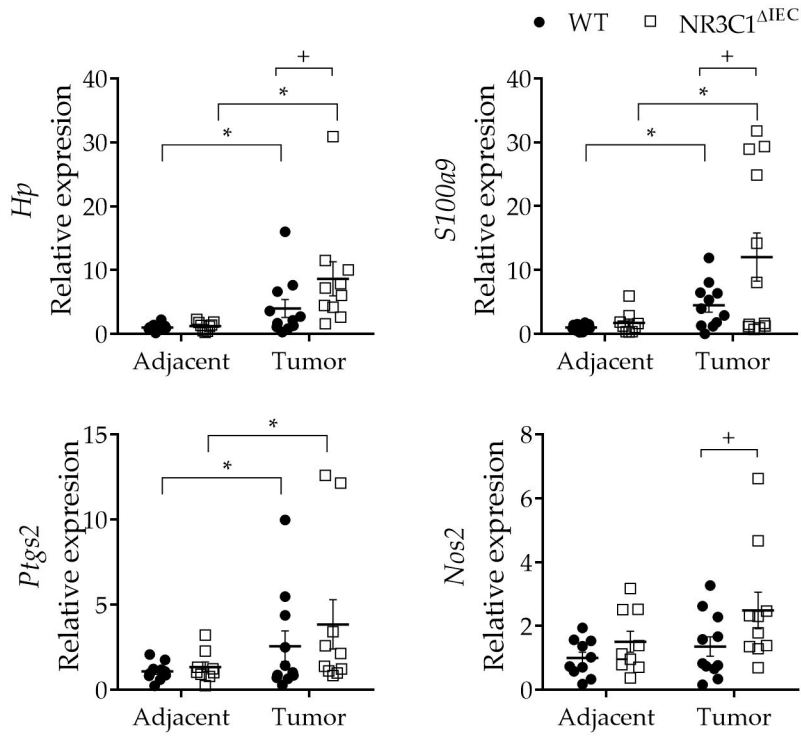 WT NR3C1^ΔIEC
+
*
*
40
30
20
10
0
Hp
Relative expresion
Adjacent Tumor
+
*
*
40
30
20
10
0
S100a9
Relative expresion
Adjacent Tumor
*
*
15
10
5
0
Ptgs2
Relative expresion
Adjacent Tumor
+
8
6
4
2
0
Nos2
Relative expresion
Adjacent Tumor